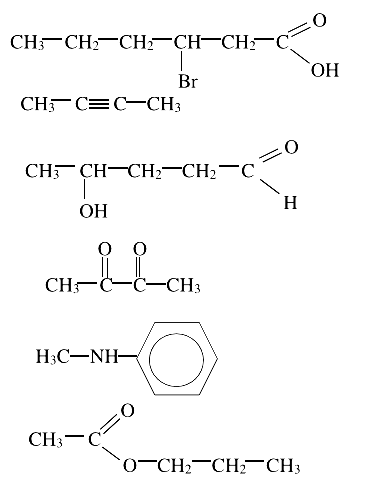 CH₃—CH₂—CH₂—CH—CH₂—C=O
OH
Br
CH₃—C≡C—CH₃
CH₃—CH—CH₂—CH₂—C=O
OH H
O O
CH₃—C—C—CH₃
H₃C—NH—
O
CH₃—C
O—CH₂—CH₂—CH₃